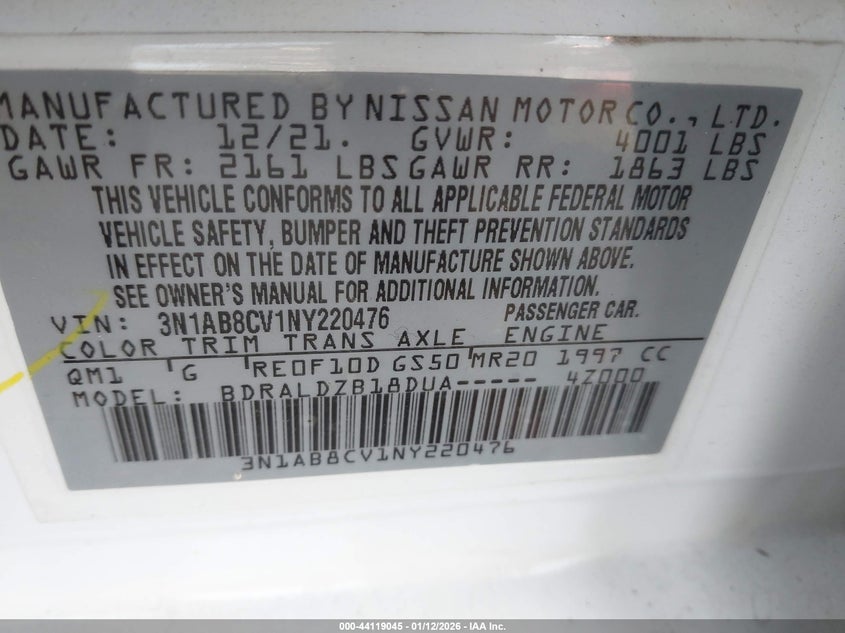 MANUFACTURED BY NISSAN MOTOR CO., LTD.
DATE: 12/21. GVWR: 4001 LBS
GAWR FR: 2161 LBS GAWR RR: 1863 LBS
THIS VEHICLE CONFORMS TO ALL APPLICABLE FEDERAL MOTOR
VEHICLE SAFETY, BUMPER AND THEFT PREVENTION STANDARDS
IN EFFECT ON THE DATE OF MANUFACTURE SHOWN ABOVE.
SEE OWNER'S MANUAL FOR ADDITIONAL INFORMATION.
VIN: 3N1AB8CV1NY220476 PASSENGER CAR.
COLOR TRIM TRANS AXLE ENGINE
QM1 G RE0F10D GS50 MR20 1997 CC
MODEL: BDRALDZB18DUA----- 4Z000
3N1AB8CV1NY220476
000-44119045 - 01/12/2026 - IAA Inc.